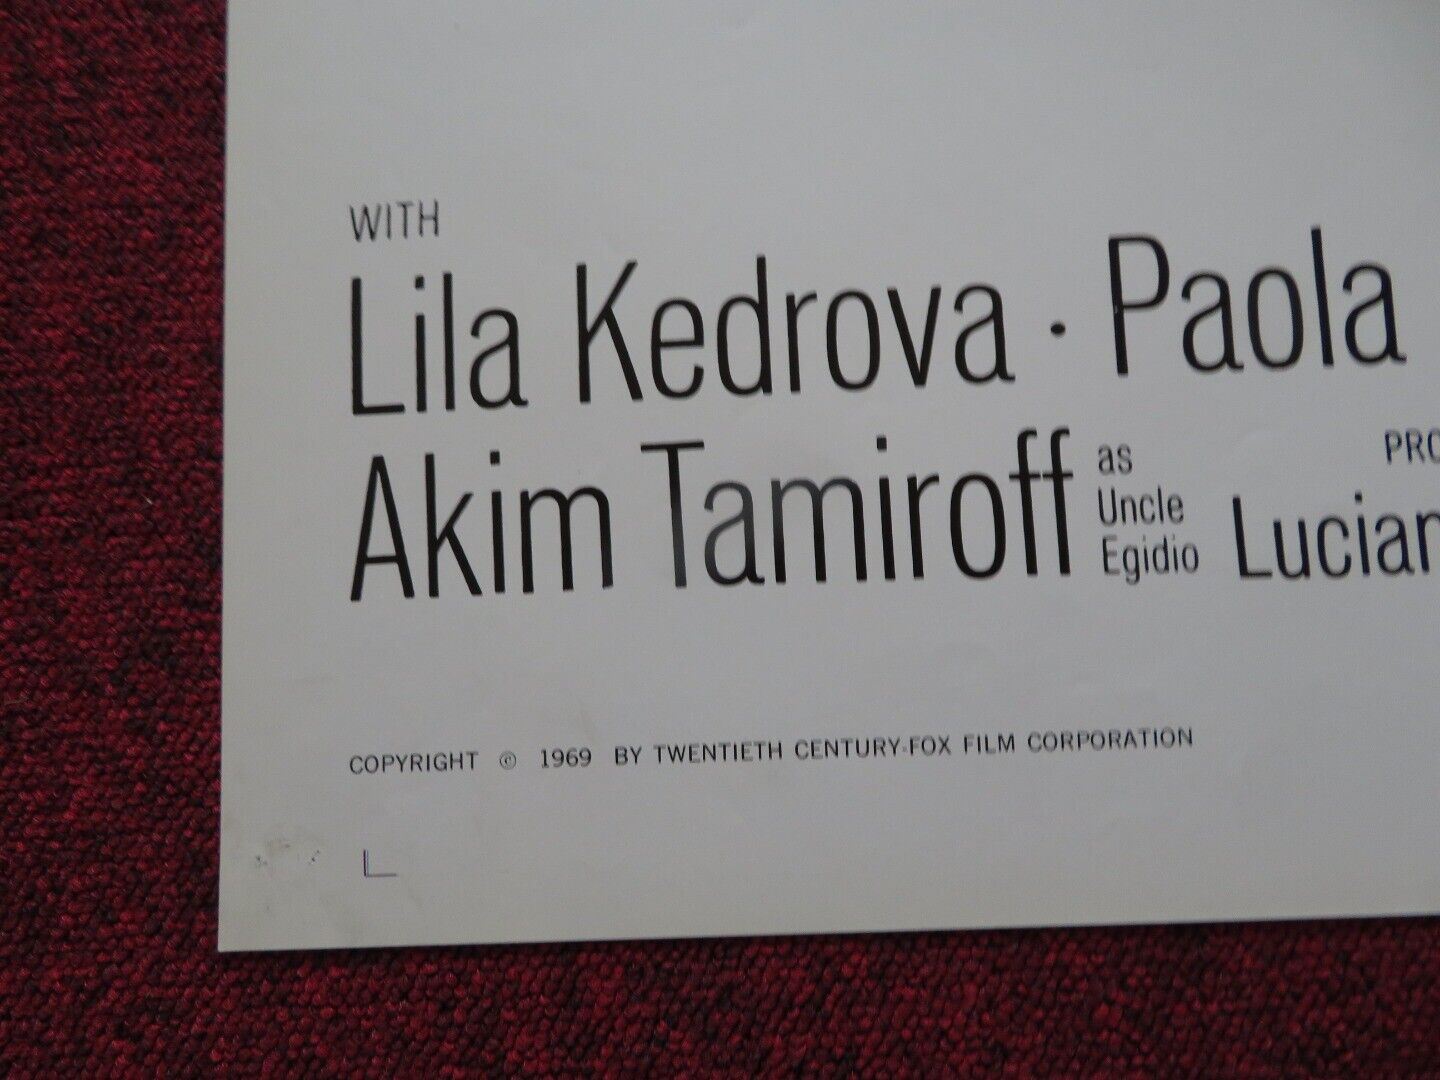 WITH
Lila Kedrova · Paola
Akim Tamiroff as Uncle Egidio
PRO
Lucian
COPYRIGHT © 1969 BY TWENTIETH CENTURY-FOX FILM CORPORATION